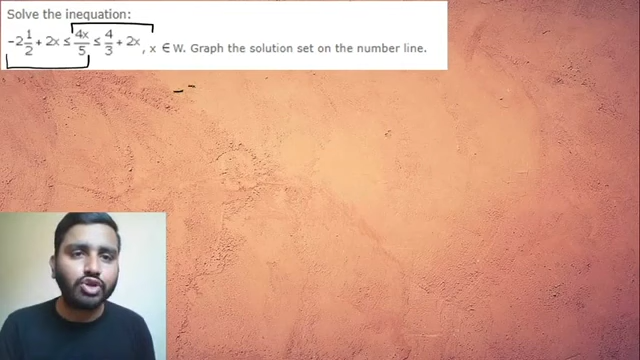 Solve the inequation:
-2 1/2 + 2x ≤ 4x/5 ≤ 4/3 + 2x, x ∈ W. Graph the solution set on the number line.